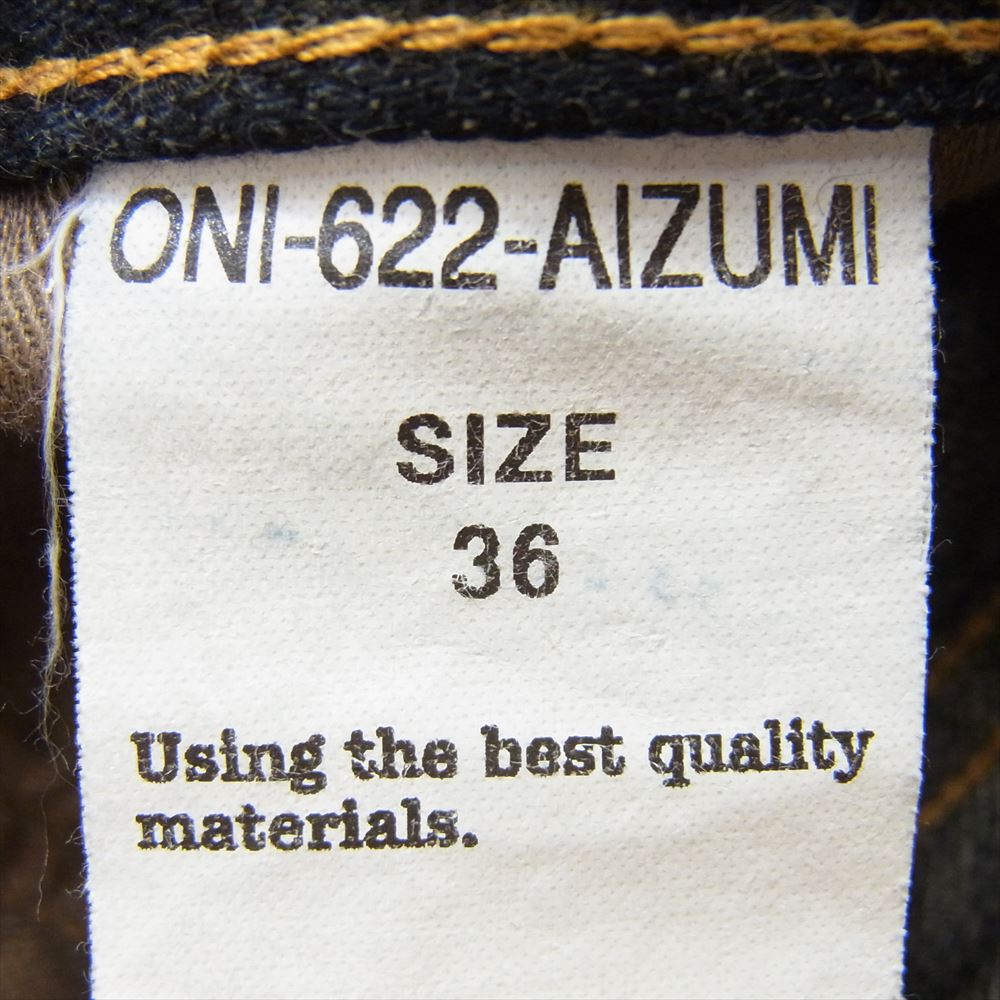 ONI-622-AIZUMI
SIZE
36
Using the best quality
materials.